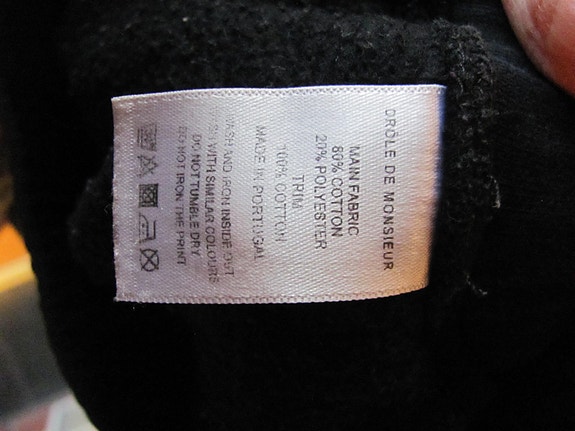 DRÔLE DE MONSIEUR
MAIN FABRIC
80% COTTON
20% POLYESTER
TRIM
100% COTTON
MADE IN PORTUGAL
WASH AND IRON INSIDE OUT
WASH WITH SIMILAR COLOURS
DO NOT TUMBLE DRY
DO NOT IRON THE PRINT